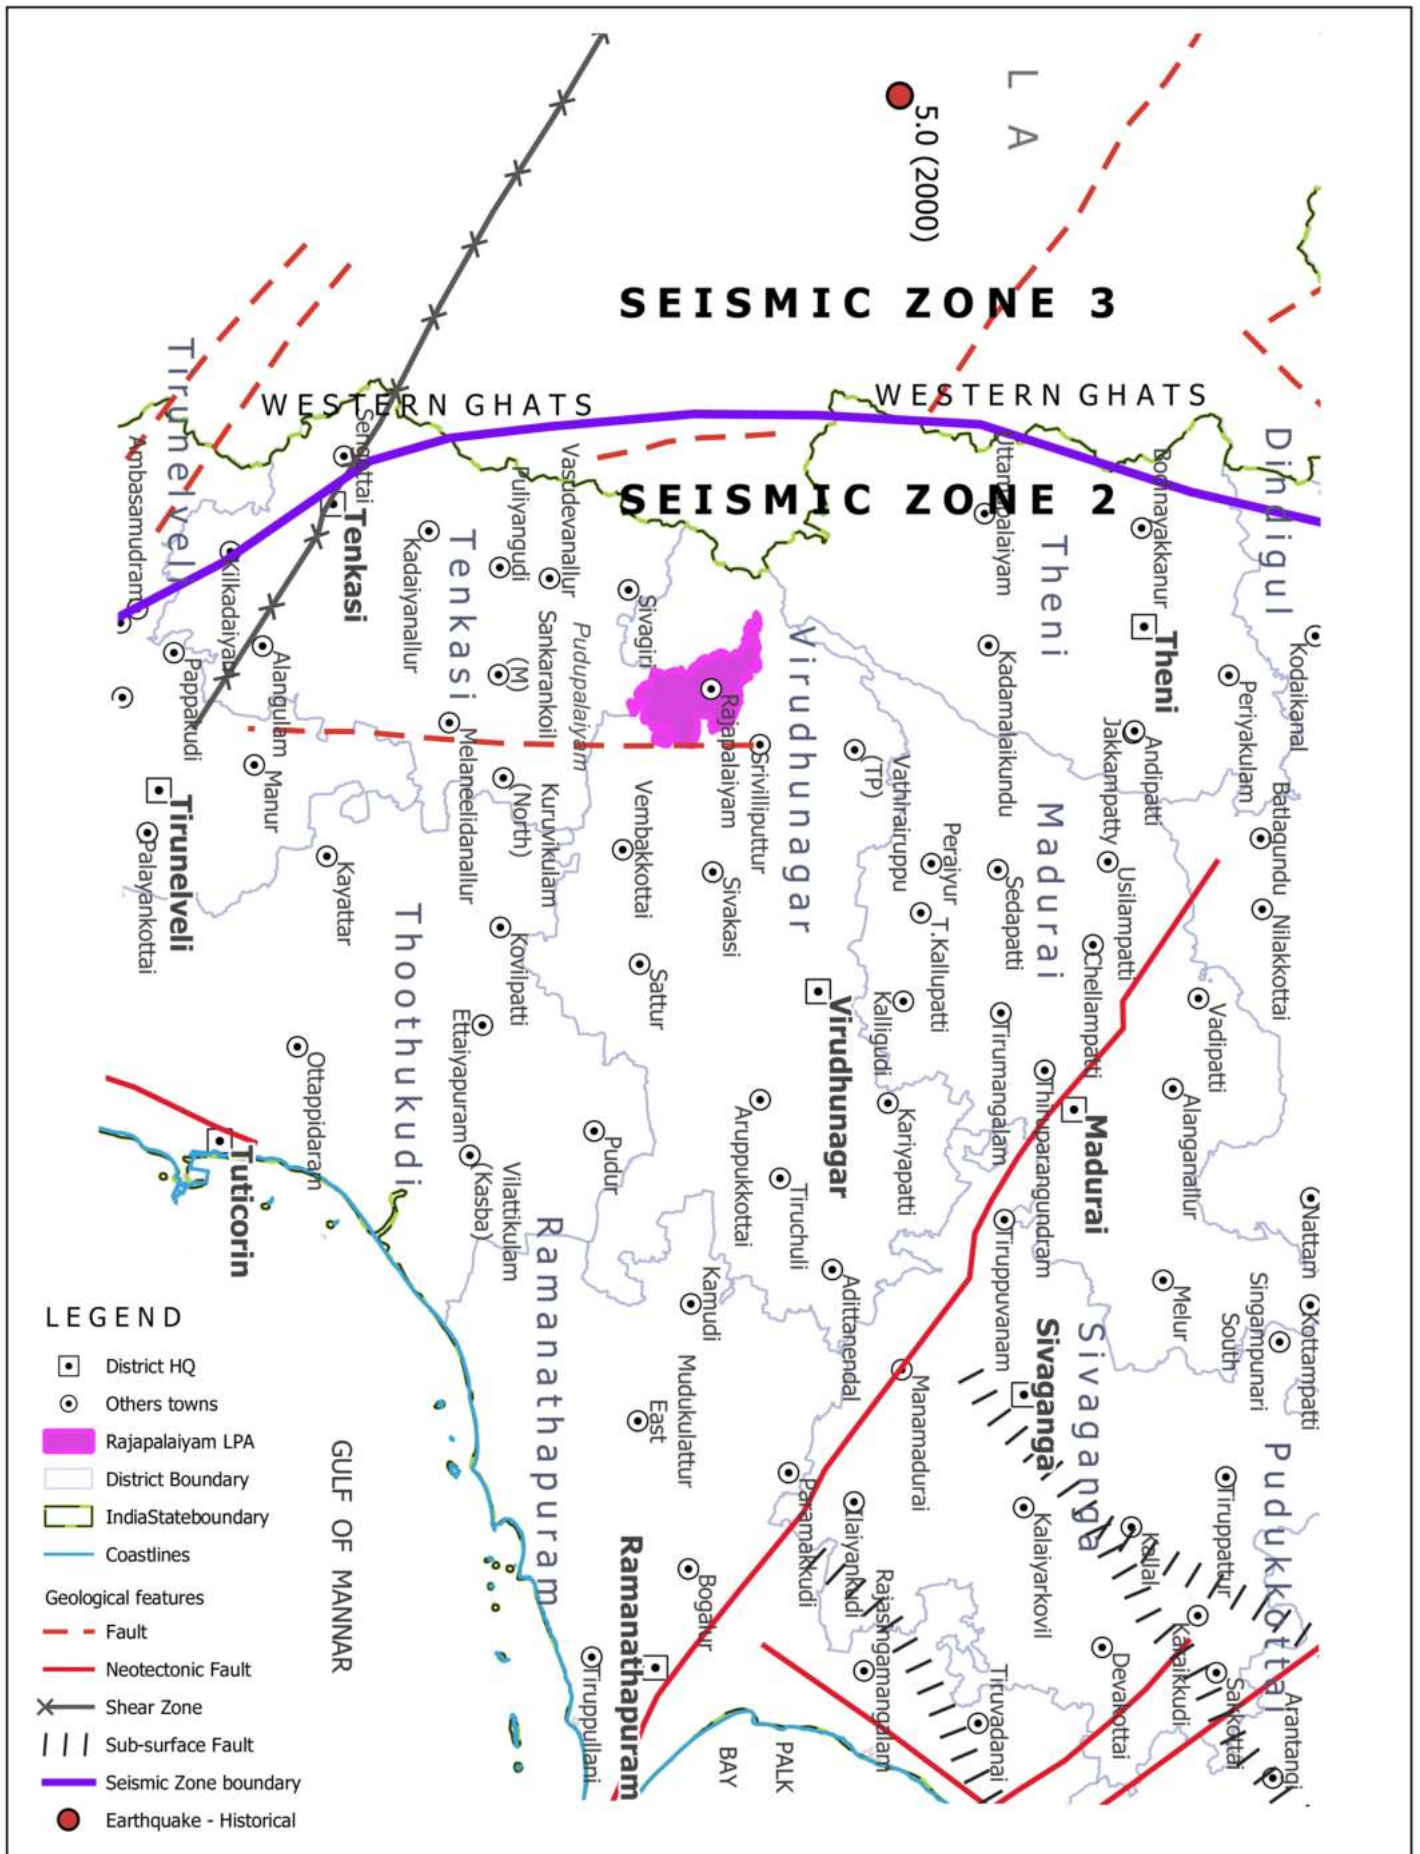 L A
5.0 (2000)
SEISMIC ZONE 3
WESTERN GHATS
WESTERN GHATS
SEISMIC ZONE 2
Tirunelveli
Ambasamudram
Sengottai
Tenkasi
Kilkadaiyam
Kadaiyanallur
Tenkasi
Puliyangudi
Vasudevanallur
Sivagiri
Sankarankoil
(M)
Pudupalaiyam
Pappakudi
Alangulam
Manur
Tirunelveli
Palayankottai
Kayattar
Melaneelidanallur
Kuruvikulam
(North)
Vembakkottai
Rajapalaiyam
Srivilliputtur
Sivakasi
Virudhunagar
Vathirairuppu
(TP)
Uttamapalaiyam
Theni
Bodinayakkanur
Theni
Dindigul
Kodaikanal
Periyakulam
Kadamalaikundu
Andipatti
Jakkampatty
Batlagundu
Nilakkottai
Madurai
Peraiyur
Sedapatti
Usilampatti
Chellampatti
T.Kallupatti
Kalligudi
Vadipatti
Tirumangalam
Thiruparangundram
Madurai
Alanganallur
Thoothukudi
Kovilpatti
Ettaiyapuram
Sattur
Virudhunagar
Ottappidaram
Tuticorin
Vilattikulam
(Kasba)
Pudur
Aruppukkottai
Tiruchuli
Kariyapatti
Nattam
Melur
Kottampatti
Singampunari
South
Tiruppuvanam
Sivaganga
Sivaganga
Adittanendal
Kamudi
Mudukulattur
East
Ramanathapuram
Manamadurai
Paramakkudi
Ilaiyankudi
Kalaiyarkovil
Kallal
Tiruppattur
Pudukkottai
Karaikkudi
Sakkottai
Arantangi
Devakottai
Tiruvadanai
Rajasingamangalam
Bogalur
Ramanathapuram
Tiruppullani
PALK
BAY
GULF OF MANNAR
LEGEND
District HQ
Others towns
Rajapalaiyam LPA
District Boundary
IndiaStateboundary
Coastlines
Geological features
Fault
Neotectonic Fault
Shear Zone
Sub-surface Fault
Seismic Zone boundary
Earthquake - Historical